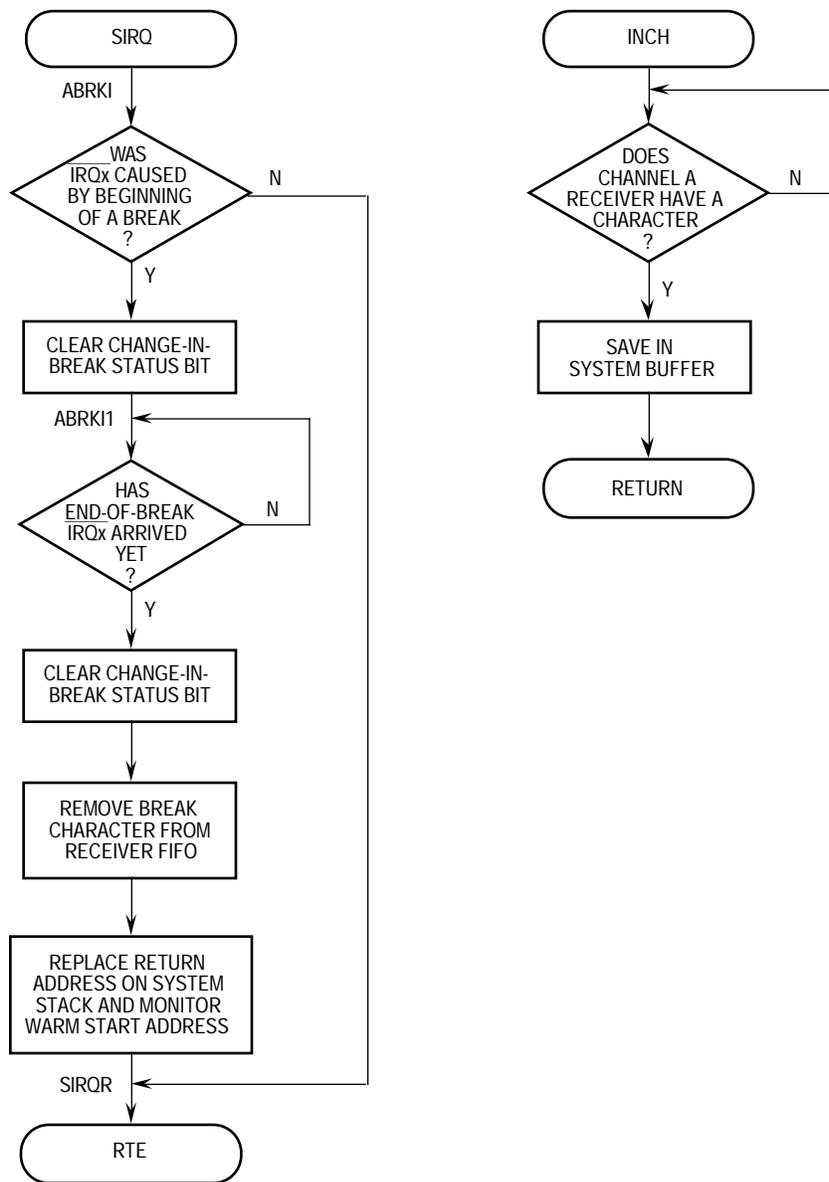 SIRQ
ABRKI
WAS
IRQx CAUSED
BY BEGINNING
OF A BREAK
?
N
Y
CLEAR CHANGE-IN-
BREAK STATUS BIT
ABRKI1
HAS
END-OF-BREAK
IRQx ARRIVED
YET
?
N
Y
CLEAR CHANGE-IN-
BREAK STATUS BIT
REMOVE BREAK
CHARACTER FROM
RECEIVER FIFO
REPLACE RETURN
ADDRESS ON SYSTEM
STACK AND MONITOR
WARM START ADDRESS
SIRQR
RTE
INCH
DOES
CHANNEL A
RECEIVER HAVE A
CHARACTER
?
N
Y
SAVE IN
SYSTEM BUFFER
RETURN